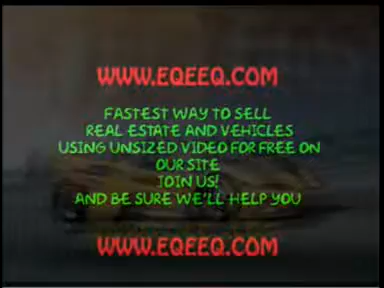 WWW.EQEEQ.COM
FASTEST WAY TO SELL
REAL ESTATE AND VEHICLES
USING UNSIZED VIDEO FOR FREE ON
OUR SITE
JOIN US!
AND BE SURE WE'LL HELP YOU
WWW.EQEEQ.COM